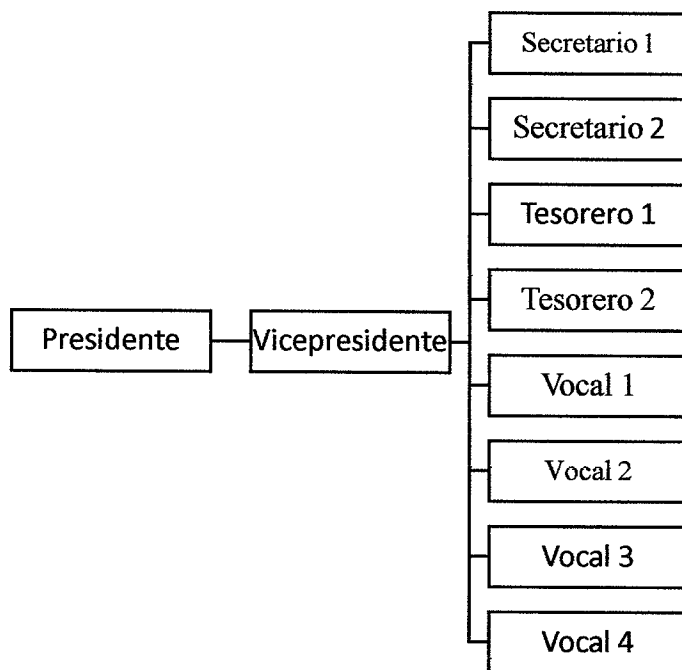 Presidente
Vicepresidente
Secretario 1
Secretario 2
Tesorero 1
Tesorero 2
Vocal 1
Vocal 2
Vocal 3
Vocal 4